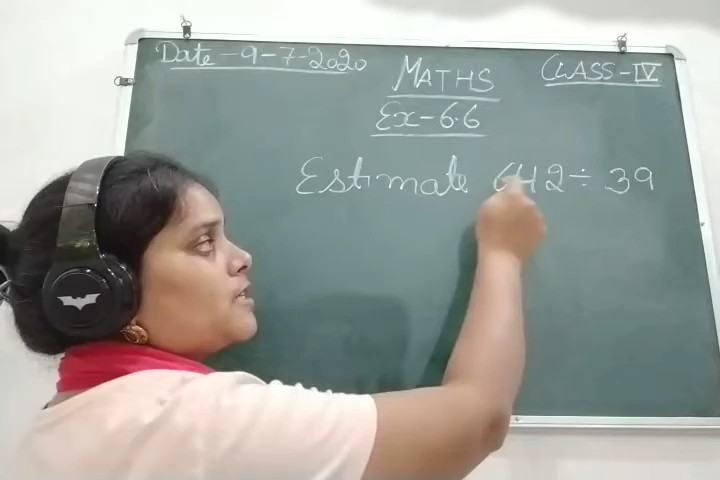 Date - 9-7-2020
MATHS
CLASS-IV
Ex-6.6
Estimate 642 ÷ 39